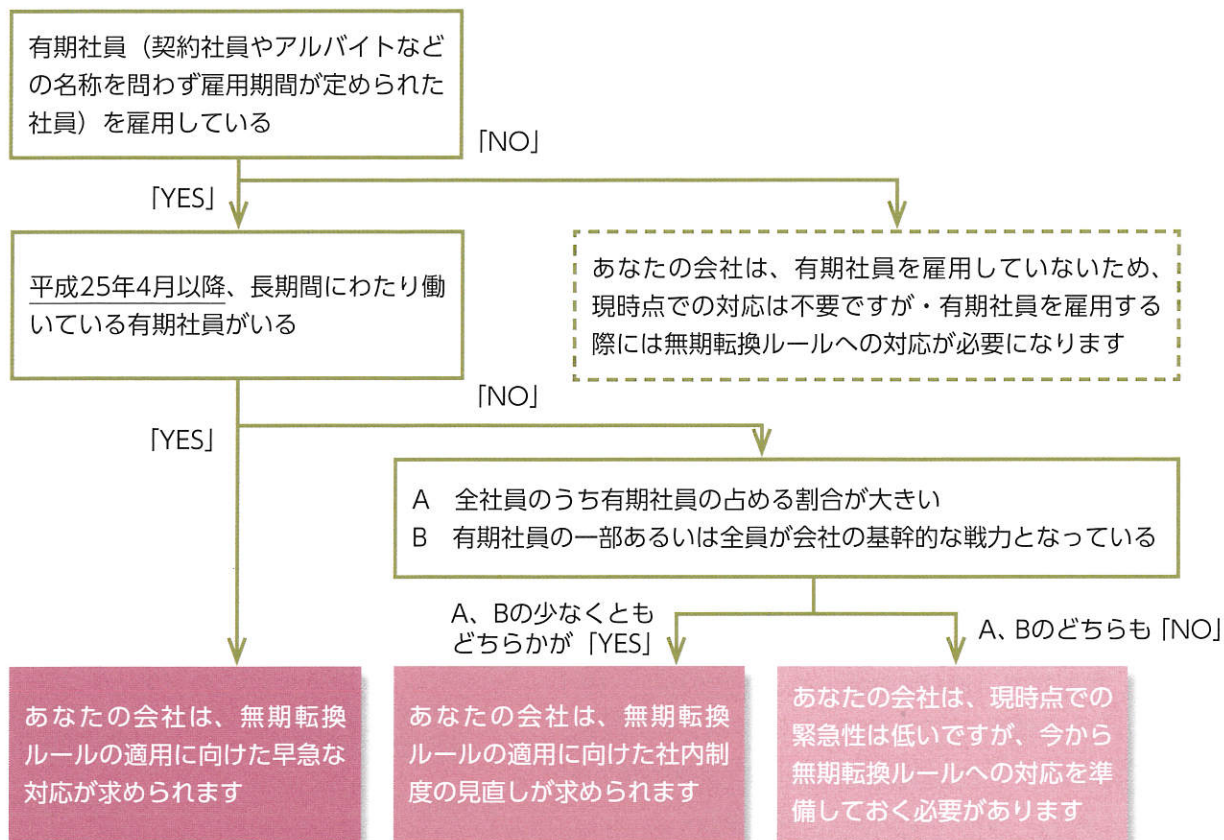 有期社員（契約社員やアルバイトなど
の名称を問わず雇用期間が定められた
社員）を雇用している
「NO」
「YES」
平成25年4月以降、長期間にわたり働
いている有期社員がいる
あなたの会社は、有期社員を雇用していないため、
現時点での対応は不要ですが・有期社員を雇用する
際には無期転換ルールへの対応が必要になります
「NO」
「YES」
A　全社員のうち有期社員の占める割合が大きい
B　有期社員の一部あるいは全員が会社の基幹的な戦力となっている
A、Bの少なくとも
どちらかが「YES」
A、Bのどちらも「NO」
あなたの会社は、無期転換
ルールの適用に向けた早急な
対応が求められます
あなたの会社は、無期転換
ルールの適用に向けた社内制
度の見直しが求められます
あなたの会社は、現時点での
緊急性は低いですが、今から
無期転換ルールへの対応を準
備しておく必要があります